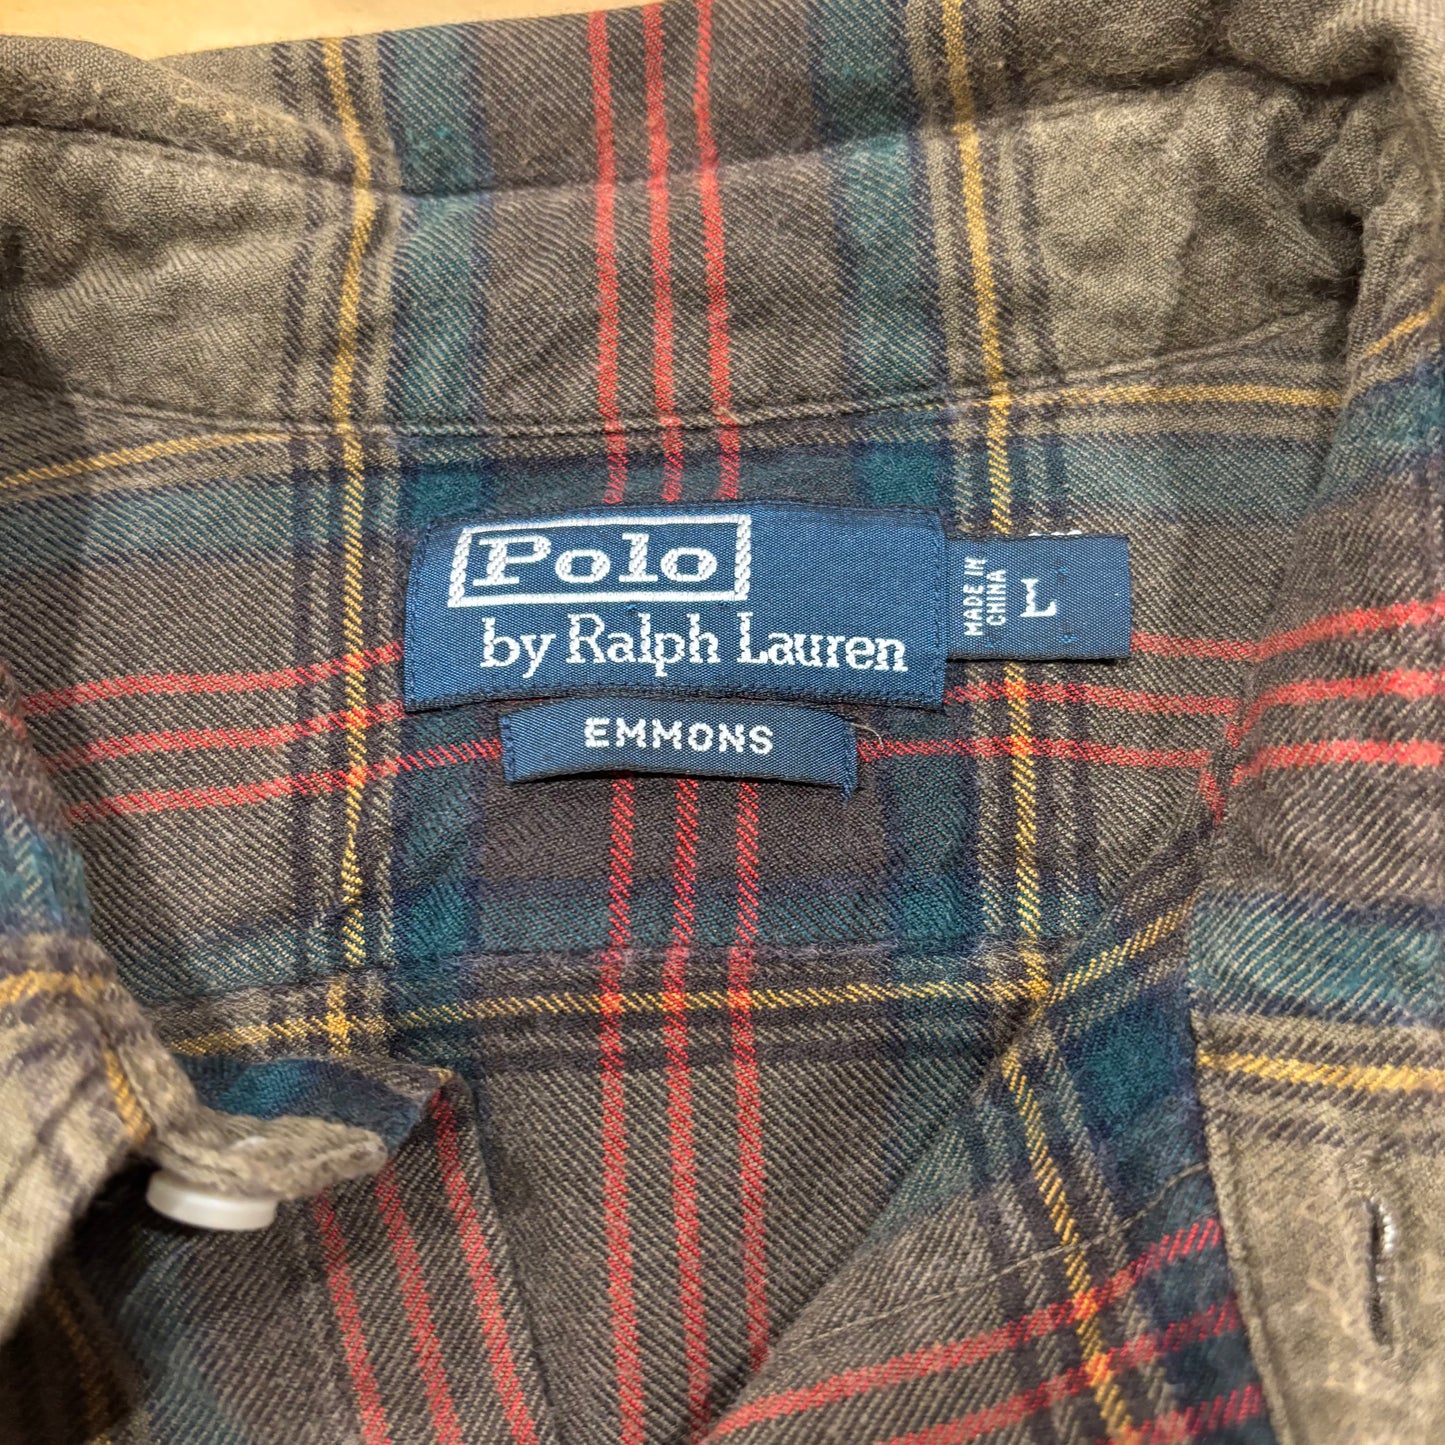 Polo
by Ralph Lauren
MADE IN
CHINA
L
EMMONS